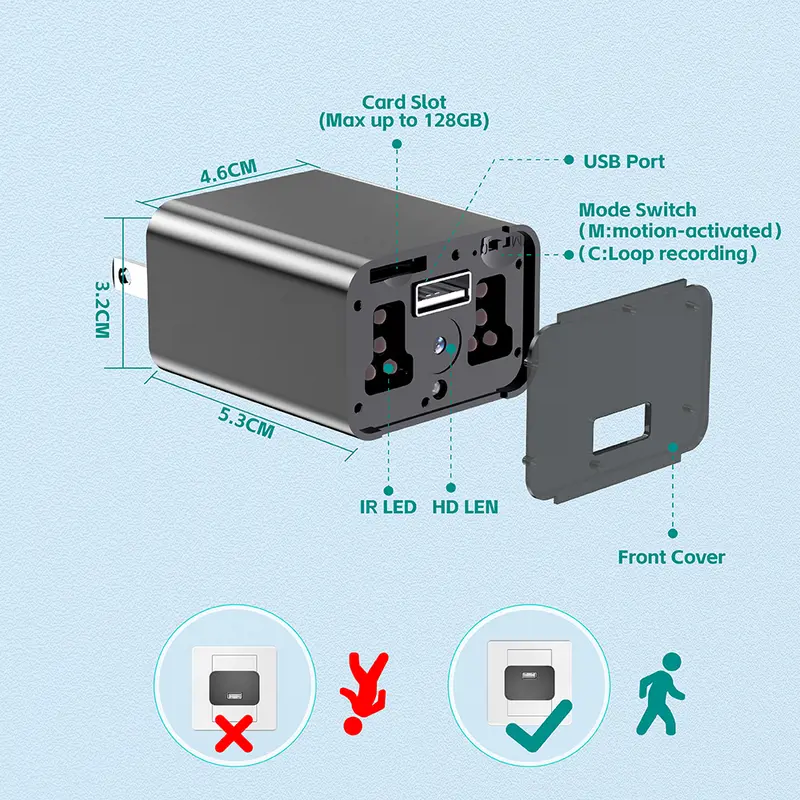 Card Slot
(Max up to 128GB)
4.6CM
USB Port
Mode Switch
(M:motion-activated)
(C:Loop recording)
M
3.2CM
5.3CM
IR LED
HD LEN
Front Cover